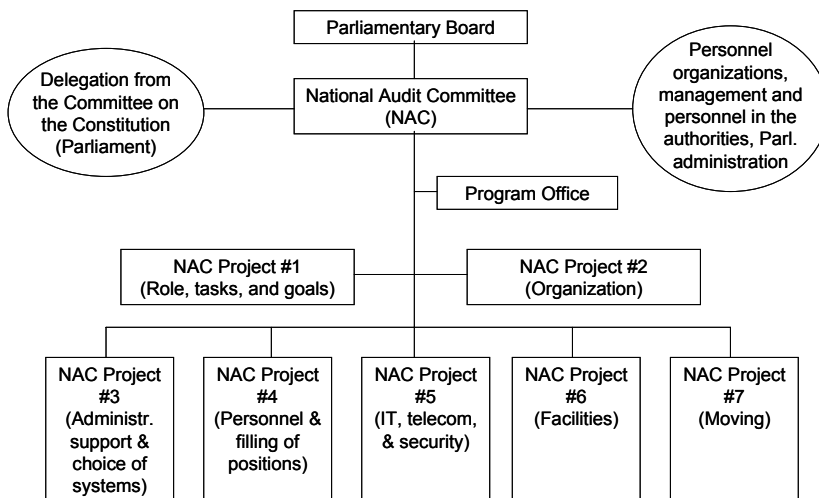 Parliamentary Board
Delegation from
the Committee on
the Constitution
(Parliament)
National Audit Committee
(NAC)
Personnel
organizations,
management and
personnel in the
authorities, Parl.
administration
Program Office
NAC Project #1
(Role, tasks, and goals)
NAC Project #2
(Organization)
NAC Project
#3
(Administr.
support &
choice of
systems)
NAC Project
#4
(Personnel &
filling of
positions)
NAC Project
#5
(IT, telecom,
& security)
NAC Project
#6
(Facilities)
NAC Project
#7
(Moving)